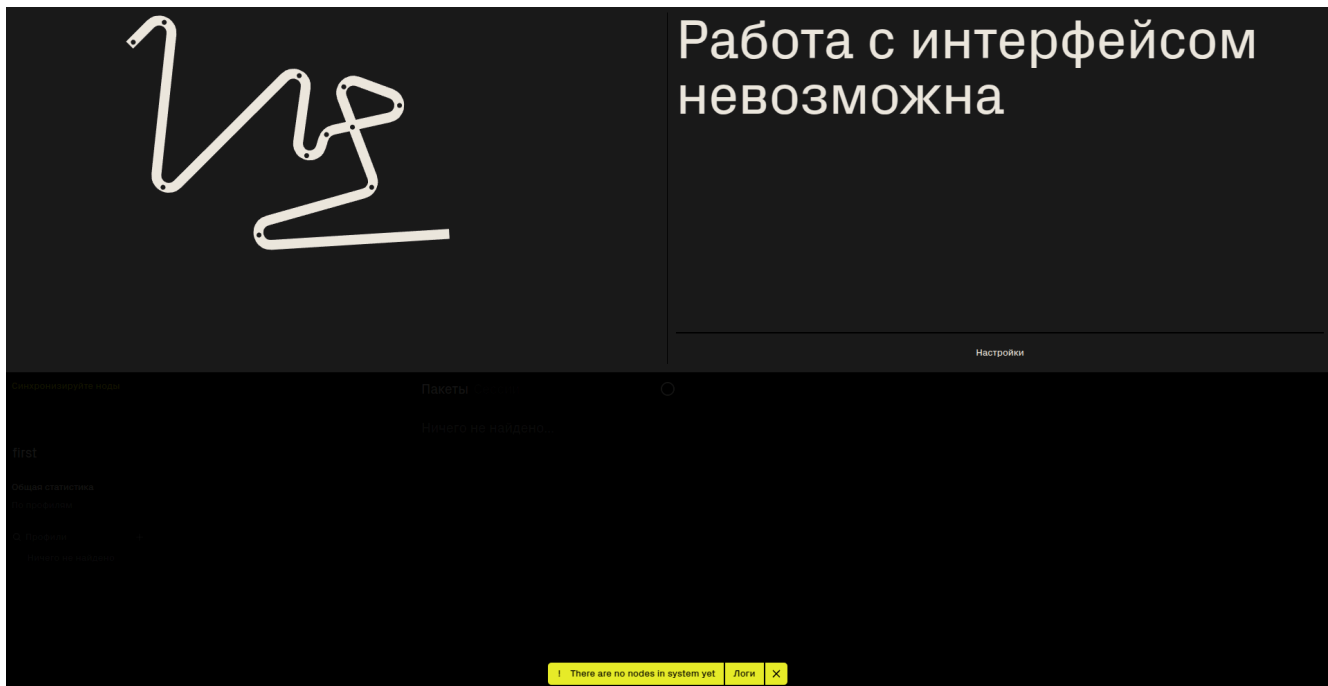 Работа с интерфейсом
невозможна
Настройки
Синхронизируйте ноды
Пакеты
Ничего не найдено...
first
Общая статистика
! There are no nodes in system yet
Логи